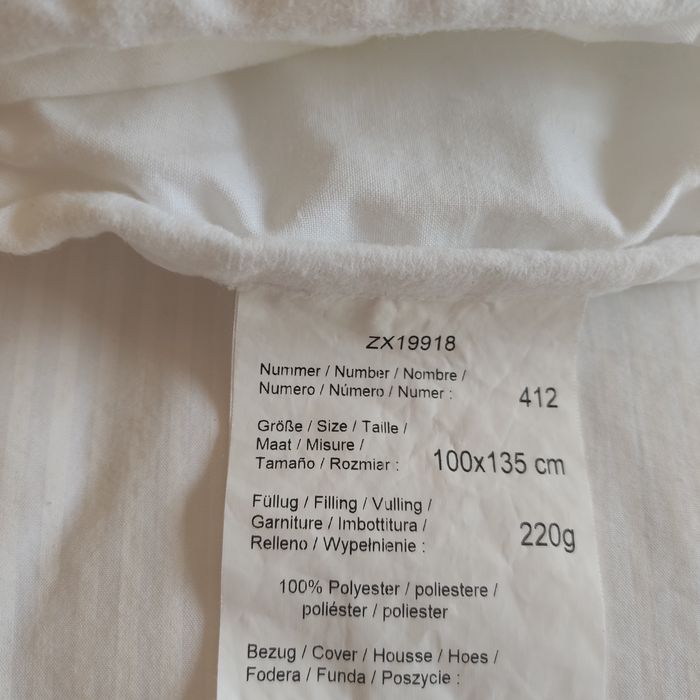 ZX19918
Nummer / Number / Nombre /
Numero / Número / Numer : 412
Größe / Size / Taille /
Maat / Misure /
Tamaño / Rozmiar : 100x135 cm
Füllug / Filling / Vulling /
Garniture / Imbottitura /
Relleno / Wypełnienie : 220g
100% Polyester / poliestere /
poliéster / poliester
Bezug / Cover / Housse / Hoes /
Fodera / Funda / Poszycie :